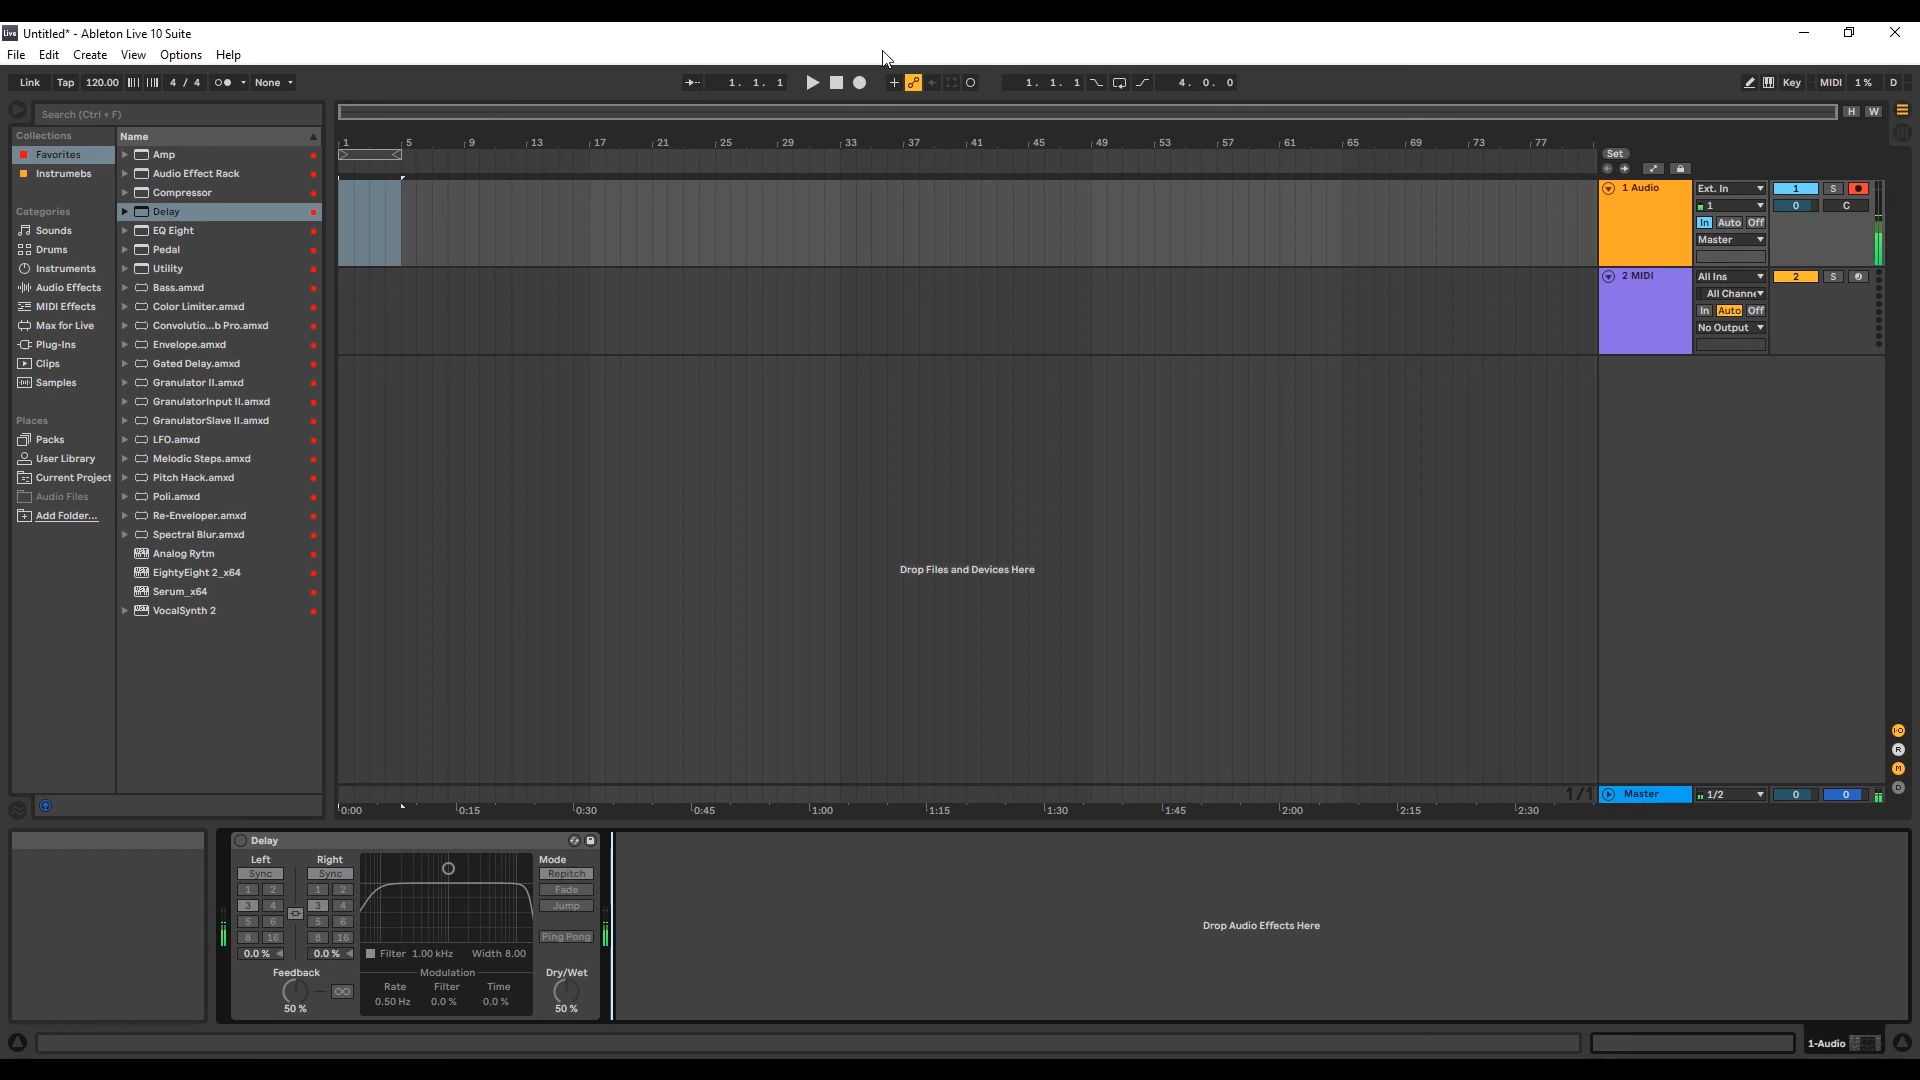 Live Untitled* - Ableton Live 10 Suite
File Edit Create View Options Help
Link Tap 120.00 4 / 4 None 1. 1. 1 1. 1. 1 4. 0. 0 Key MIDI 1 % D
Search (Ctrl + F)
H W
Collections
Favorites
Instrumebs
Categories
Sounds
Drums
Instruments
Audio Effects
MIDI Effects
Max for Live
Plug-Ins
Clips
Samples
Places
Packs
User Library
Current Project
Audio Files
Add Folder...
Name
Amp
Audio Effect Rack
Compressor
Delay
EQ Eight
Pedal
Utility
Bass.amxd
Color Limiter.amxd
Convolutio...b Pro.amxd
Envelope.amxd
Gated Delay.amxd
Granulator II.amxd
GranulatorInput II.amxd
GranulatorSlave II.amxd
LFO.amxd
Melodic Steps.amxd
Pitch Hack.amxd
Poli.amxd
Re-Enveloper.amxd
Spectral Blur.amxd
Analog Rytm
EightyEight 2_x64
Serum_x64
VocalSynth 2
1 5 9 13 17 21 25 29 33 37 41 45 49 53 57 61 65 69 73 77
Set
1 Audio Ext. In 1 S
1 0 C
In Auto Off
Master
2 MIDI All Ins 2 S
All Channe
In Auto Off
No Output
Drop Files and Devices Here
I·O
R
M
D
1/1 Master 1/2 0 0
0:00 0:15 0:30 0:45 1:00 1:15 1:30 1:45 2:00 2:15 2:30
Delay
Left Right Mode
Sync Sync Repitch
1 2 1 2 Fade
3 4 3 4 Jump
5 6 5 6
8 16 8 16 Ping Pong
0.0 % 0.0 % Filter 1.00 kHz Width 8.00
Feedback Modulation Dry/Wet
Rate Filter Time
0.50 Hz 0.0 % 0.0 %
50 % 50 %
Drop Audio Effects Here
1-Audio